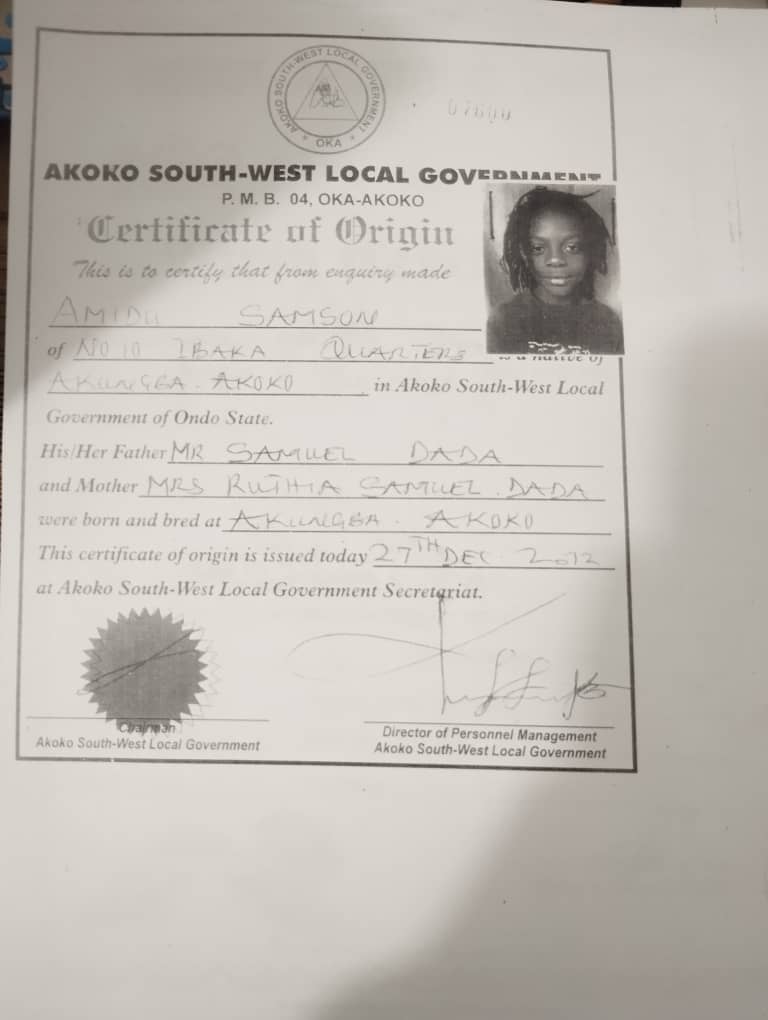 AKOKO SOUTH-WEST LOCAL GOVERNMENT
OKA
AKOKO SOUTH-WEST LOCAL GOVERNMENT
P. M. B. 04, OKA-AKOKO
Certificate of Origin
This is to certify that from enquiry made
AMIDU SAMSON
of NO 10 IBAKA QUARTERS is a native of
AKUNGBA-AKOKO in Akoko South-West Local
Government of Ondo State.
His/Her Father MR SAMUEL DADA
and Mother MRS SAMUEL DADA
were born and bred at AKUNGBA-AKOKO
This certificate of origin is issued today 27TH DEC 2012
at Akoko South-West Local Government Secretariat.
Chairman
Akoko South-West Local Government
Director of Personnel Management
Akoko South-West Local Government